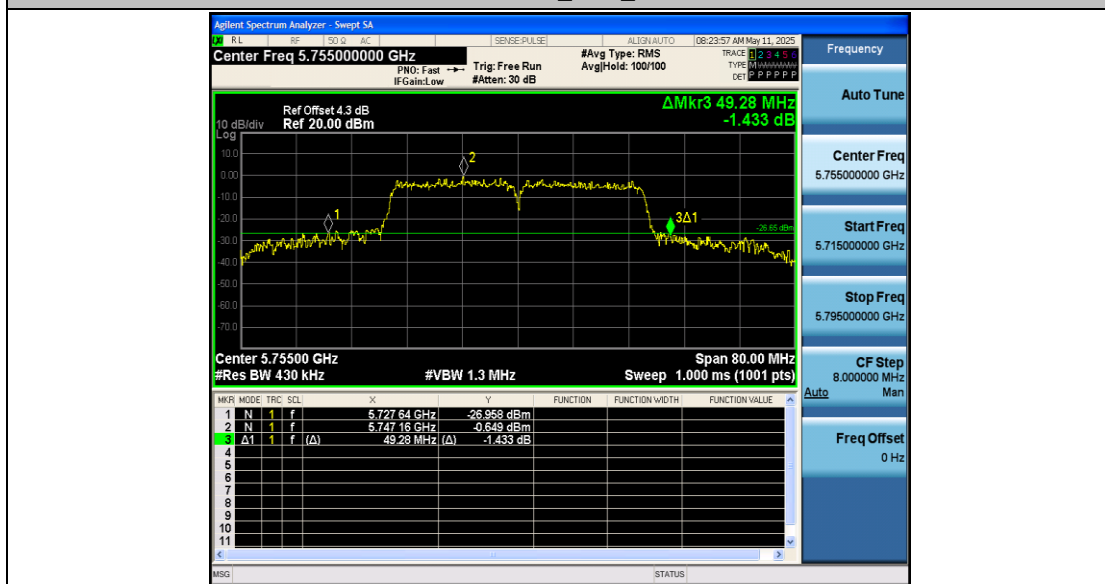 Agilent Spectrum Analyzer - Swept SA
RL RF 50 Ω AC SENSE:PULSE ALIGNAUTO 08:23:57 AM May 11, 2025
Center Freq 5.755000000 GHz
PNO: Fast
IFGain:Low
Trig: Free Run
#Atten: 30 dB
#Avg Type: RMS
Avg|Hold: 100/100
TRACE 1 2 3 4 5 6
TYPE M
DET P P P P P P
ΔMkr3 49.28 MHz
-1.433 dB
Ref Offset 4.3 dB
10 dB/div Ref 20.00 dBm
Log
10.0
0.00
-10.0
-20.0
-30.0
-40.0
-50.0
-60.0
-70.0
1
2
3Δ1
-26.65 dBm
Center 5.75500 GHz Span 80.00 MHz
#Res BW 430 kHz #VBW 1.3 MHz Sweep 1.000 ms (1001 pts)
MKR MODE TRC SCL X Y FUNCTION FUNCTION WIDTH FUNCTION VALUE
1 N 1 f 5.727 64 GHz -26.958 dBm
2 N 1 f 5.747 16 GHz -0.649 dBm
3 Δ1 1 f (Δ) 49.28 MHz (Δ) -1.433 dB
4
5
6
7
8
9
10
11
MSG STATUS
Frequency
Auto Tune
Center Freq
5.755000000 GHz
Start Freq
5.715000000 GHz
Stop Freq
5.795000000 GHz
CF Step
8.000000 MHz
Auto Man
Freq Offset
0 Hz